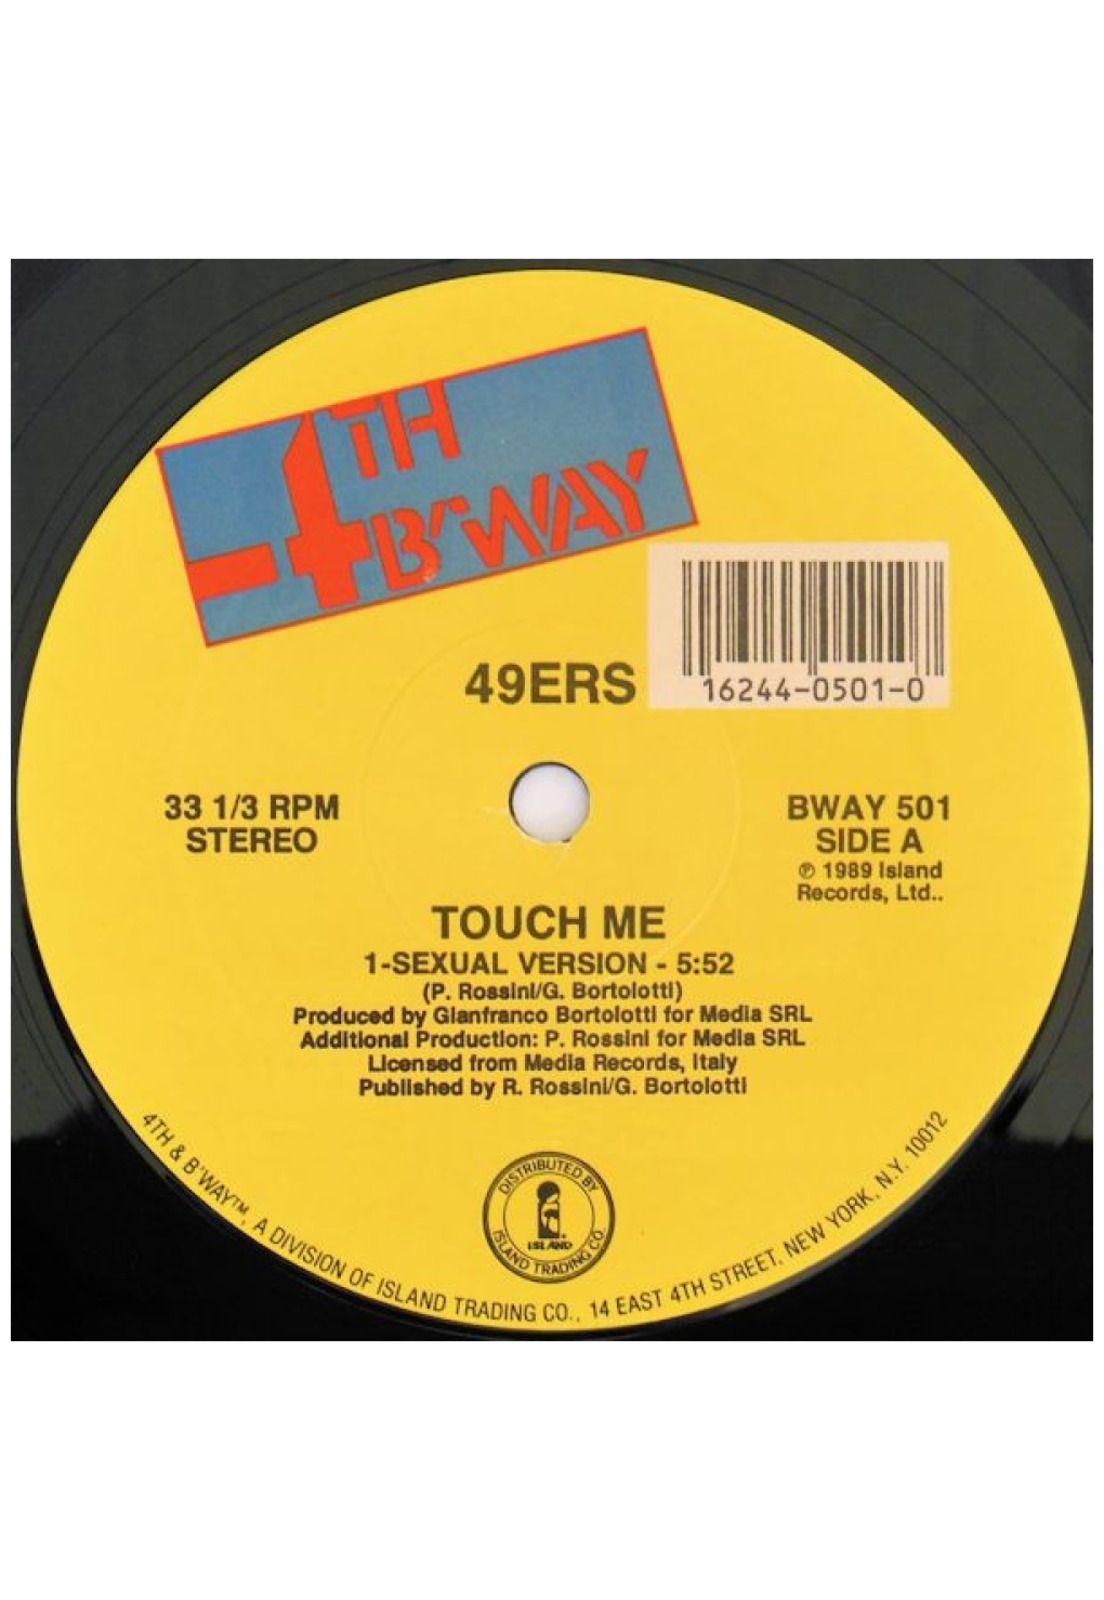 4TH
B'WAY
49ERS
16244-0501-0
33 1/3 RPM
STEREO
BWAY 501
SIDE A
℗ 1989 Island
Records, Ltd..
TOUCH ME
1-SEXUAL VERSION - 5:52
(P. Rossini/G. Bortolotti)
Produced by Gianfranco Bortolotti for Media SRL
Additional Production: P. Rossini for Media SRL
Licensed from Media Records, Italy
Published by R. Rossini/G. Bortolotti
DISTRIBUTED BY
ISLAND®
ISLAND TRADING CO.
4TH & B'WAY™, A DIVISION OF ISLAND TRADING CO., 14 EAST 4TH STREET, NEW YORK, N.Y. 10012